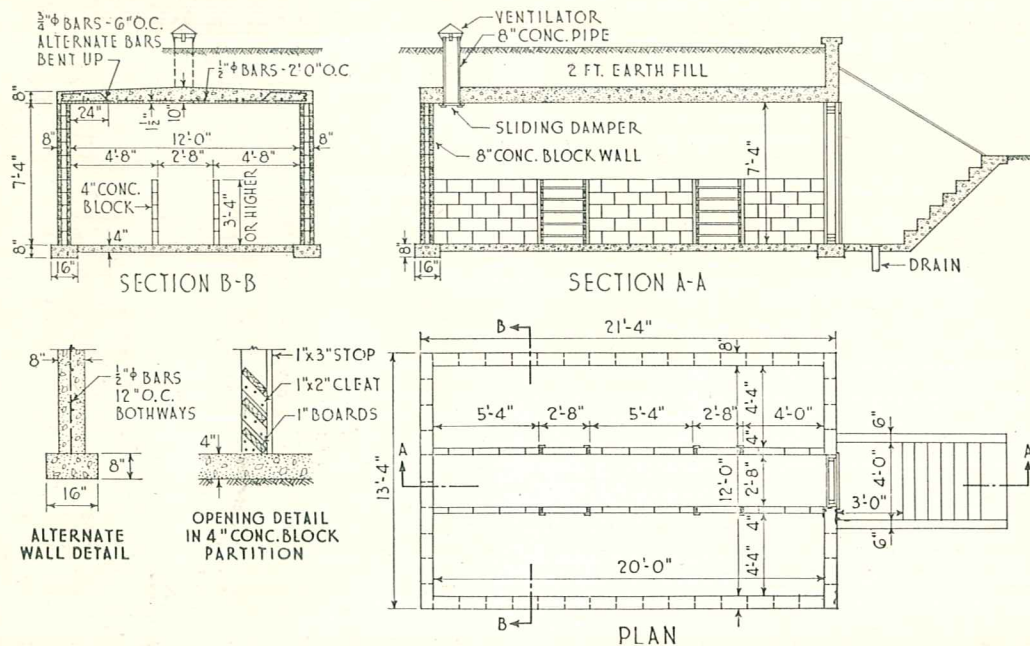 3/4"ϕ BARS - 6" O.C.
ALTERNATE BARS
BENT UP
1/2"ϕ BARS - 2'0" O.C.
8"
24"
1 1/2"
10"
8"
12'-0"
8"
4'-8"
2'-8"
4'-8"
7'-4"
4" CONC.
BLOCK
3'-4"
OR HIGHER
4"
8"
16"
SECTION B-B
VENTILATOR
8" CONC. PIPE
2 FT. EARTH FILL
SLIDING DAMPER
8" CONC. BLOCK WALL
7'-4"
8"
16"
DRAIN
SECTION A-A
8"
1/2"ϕ BARS
12" O.C.
BOTHWAYS
8"
16"
ALTERNATE
WALL DETAIL
1"x3" STOP
1"x2" CLEAT
1" BOARDS
4"
OPENING DETAIL
IN 4" CONC. BLOCK
PARTITION
B
21'-4"
8"
5'-4"
2'-8"
5'-4"
2'-8"
4'-0"
4'-4"
4"
A
13'-4"
12'-0"
2'-8"
6"
4'-0"
3'-0"
6"
A
4"
4'-4"
20'-0"
B
PLAN